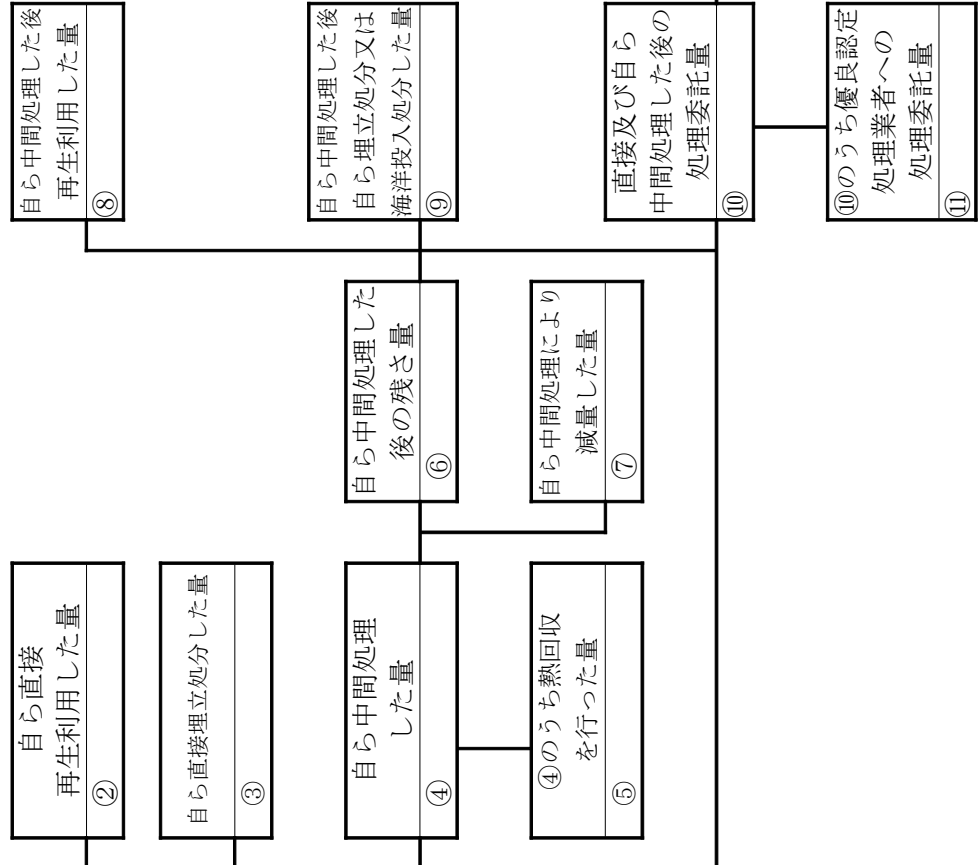 自ら直接
再生利用した量
②
自ら直接埋立処分した量
③
自ら中間処理
した量
④
④のうち熱回収
を行った量
⑤
自ら中間処理した
後の残さ量
⑥
自ら中間処理により
減量した量
⑦
自ら中間処理した後
再生利用した量
⑧
自ら中間処理した後
自ら埋立処分又は
海洋投入処分した量
⑨
直接及び自ら
中間処理した後の
処理委託量
⑩
⑩のうち優良認定
処理業者への
処理委託量
⑪